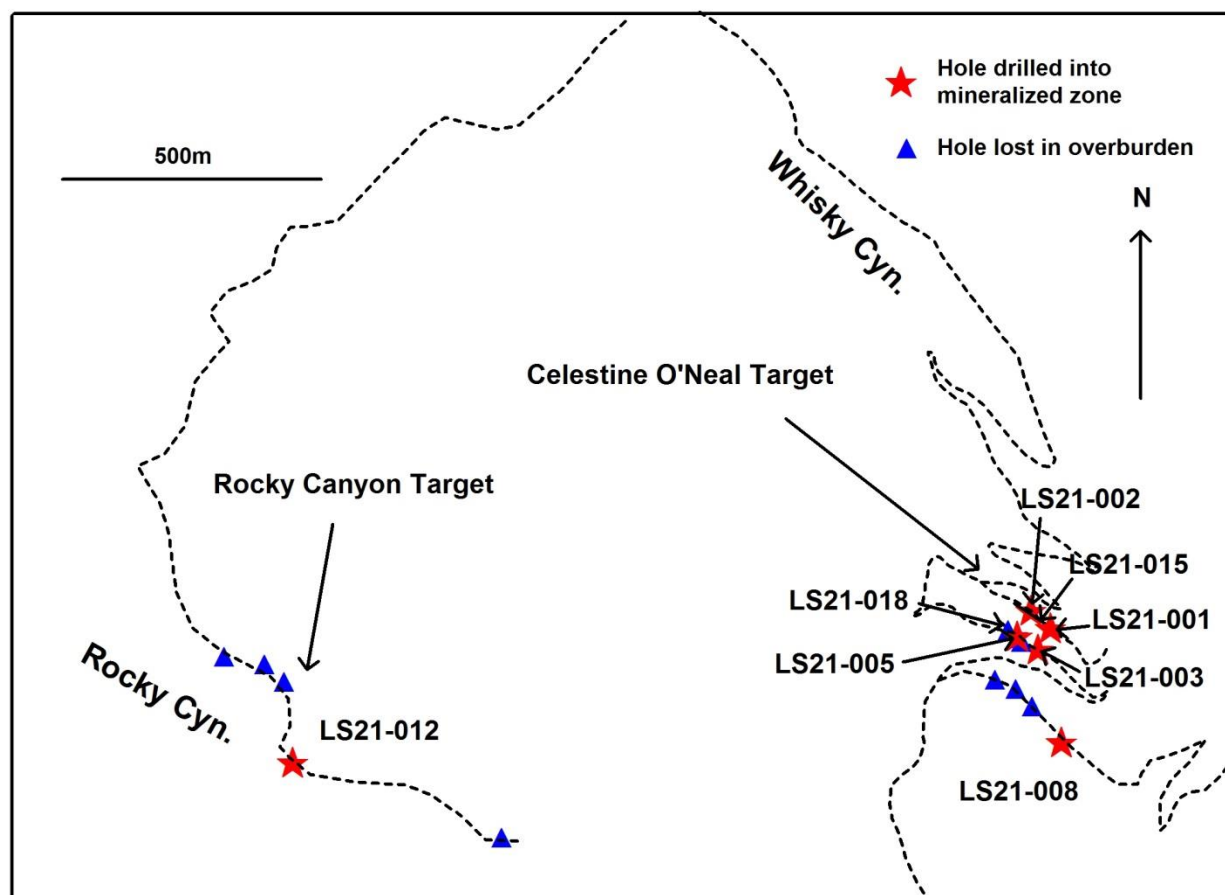 Hole drilled into
mineralized zone
Hole lost in overburden
500m
N
Whisky Cyn.
Celestine O'Neal Target
Rocky Canyon Target
LS21-002
LS21-015
LS21-018
LS21-001
LS21-005
LS21-003
Rocky Cyn.
LS21-012
LS21-008